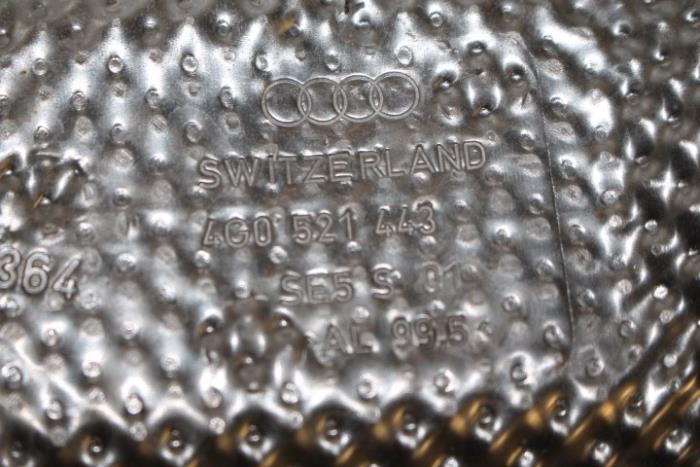 SWITZERLAND
4G0 521 443
364
SE5 S 01
AL 99.5